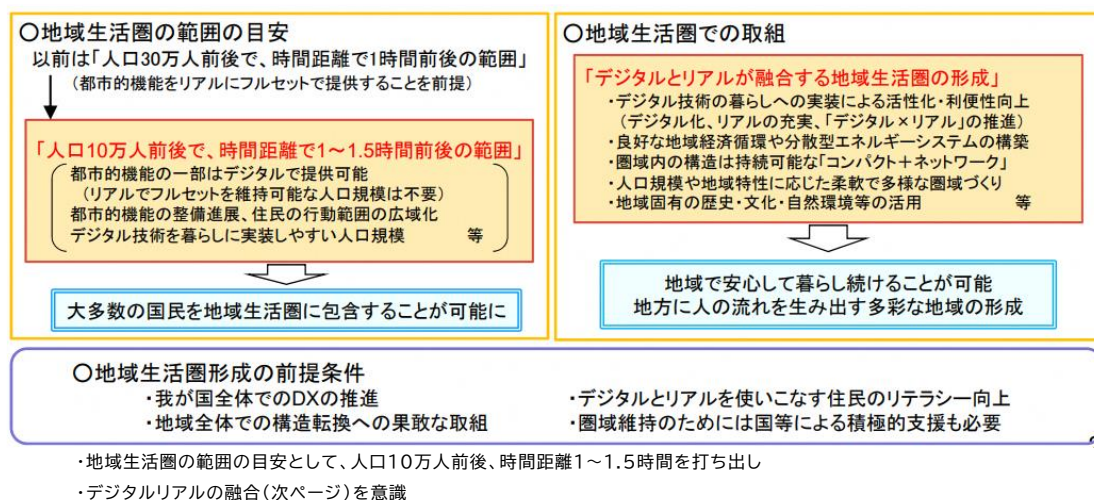 〇地域生活圏の範囲の目安
以前は「人口30万人前後で、時間距離で1時間前後の範囲」
(都市的機能をリアルにフルセットで提供することを前提)
「人口10万人前後で、時間距離で1～1.5時間前後の範囲」
都市的機能の一部はデジタルで提供可能
(リアルでフルセットを維持可能な人口規模は不要)
都市的機能の整備進展、住民の行動範囲の広域化
デジタル技術を暮らしに実装しやすい人口規模 等
大多数の国民を地域生活圏に包含することが可能に
〇地域生活圏での取組
「デジタルとリアルが融合する地域生活圏の形成」
・デジタル技術の暮らしへの実装による活性化・利便性向上
(デジタル化、リアルの充実、「デジタル×リアル」の推進)
・良好な地域経済循環や分散型エネルギーシステムの構築
・圏域内の構造は持続可能な「コンパクト+ネットワーク」
・人口規模や地域特性に応じた柔軟で多様な圏域づくり
・地域固有の歴史・文化・自然環境等の活用 等
地域で安心して暮らし続けることが可能
地方に人の流れを生み出す多彩な地域の形成
〇地域生活圏形成の前提条件
・我が国全体でのDXの推進
・地域全体での構造転換への果敢な取組
・デジタルとリアルを使いこなす住民のリテラシー向上
・圏域維持のためには国等による積極的支援も必要
・地域生活圏の範囲の目安として、人口10万人前後、時間距離1～1.5時間を打ち出し
・デジタルリアルの融合(次ページ)を意識